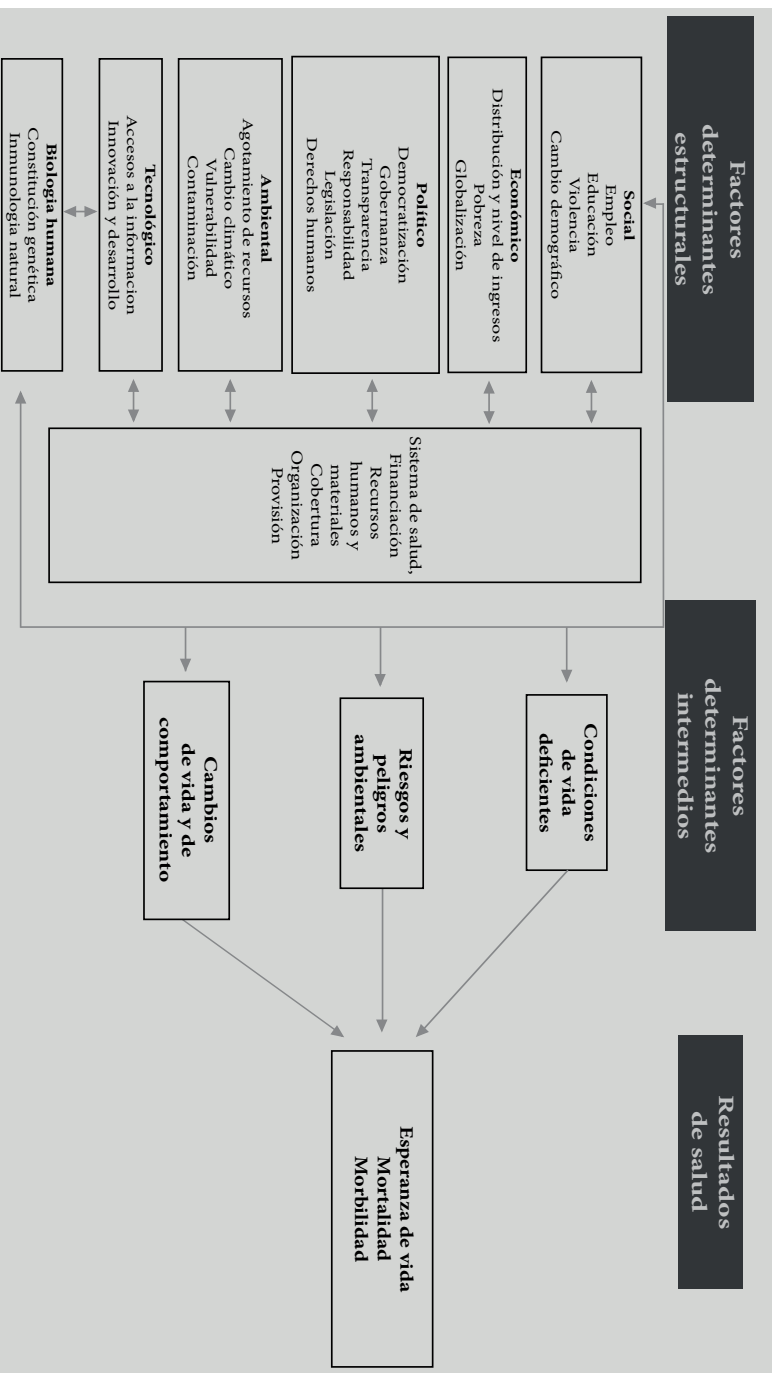 Factores
determinantes
estructurales
Factores
determinantes
intermedios
Resultados
de salud
Social
Empleo
Educación
Violencia
Cambio demográfico
Económico
Distribución y nivel de ingresos
Pobreza
Globalización
Político
Democratización
Gobernanza
Transparencia
Responsabilidad
Legislación
Derechos humanos
Ambiental
Agotamiento de recursos
Cambio climático
Vulnerabilidad
Contaminación
Tecnológico
Accesos a la informacion
Innovación y desarrollo
Biologia humana
Constitución genética
Inmunologia natural
Sistema de salud,
Financiación
Recursos
humanos y
materiales
Cobertura
Organización
Provisión
Condiciones
de vida
deficientes
Riesgos y
peligros
ambientales
Cambios
de vida y de
comportamiento
Esperanza de vida
Mortalidad
Morbilidad